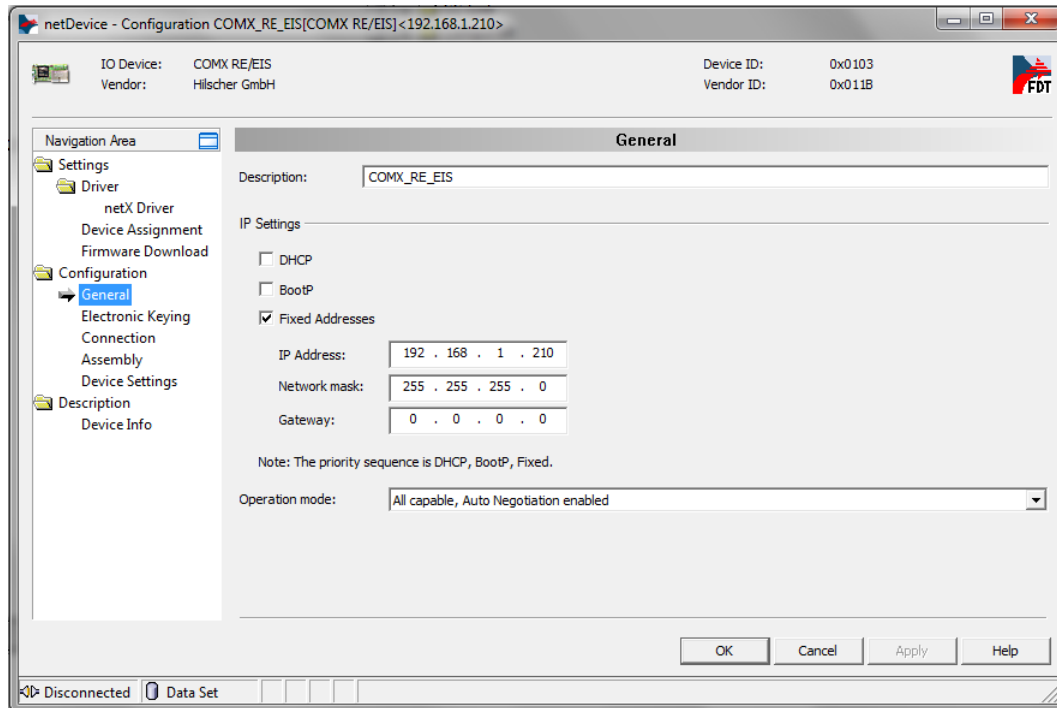 netDevice - Configuration COMX_RE_EIS[COMX RE/EIS]<192.168.1.210>
IO Device: COMX RE/EIS Device ID: 0x0103
Vendor: Hilscher GmbH Vendor ID: 0x011B
FDT
Navigation Area
Settings
Driver
netX Driver
Device Assignment
Firmware Download
Configuration
General
Electronic Keying
Connection
Assembly
Device Settings
Description
Device Info
General
Description: COMX_RE_EIS
IP Settings
DHCP
BootP
Fixed Addresses
IP Address: 192 . 168 . 1 . 210
Network mask: 255 . 255 . 255 . 0
Gateway: 0 . 0 . 0 . 0
Note: The priority sequence is DHCP, BootP, Fixed.
Operation mode: All capable, Auto Negotiation enabled
OK Cancel Apply Help
Disconnected Data Set